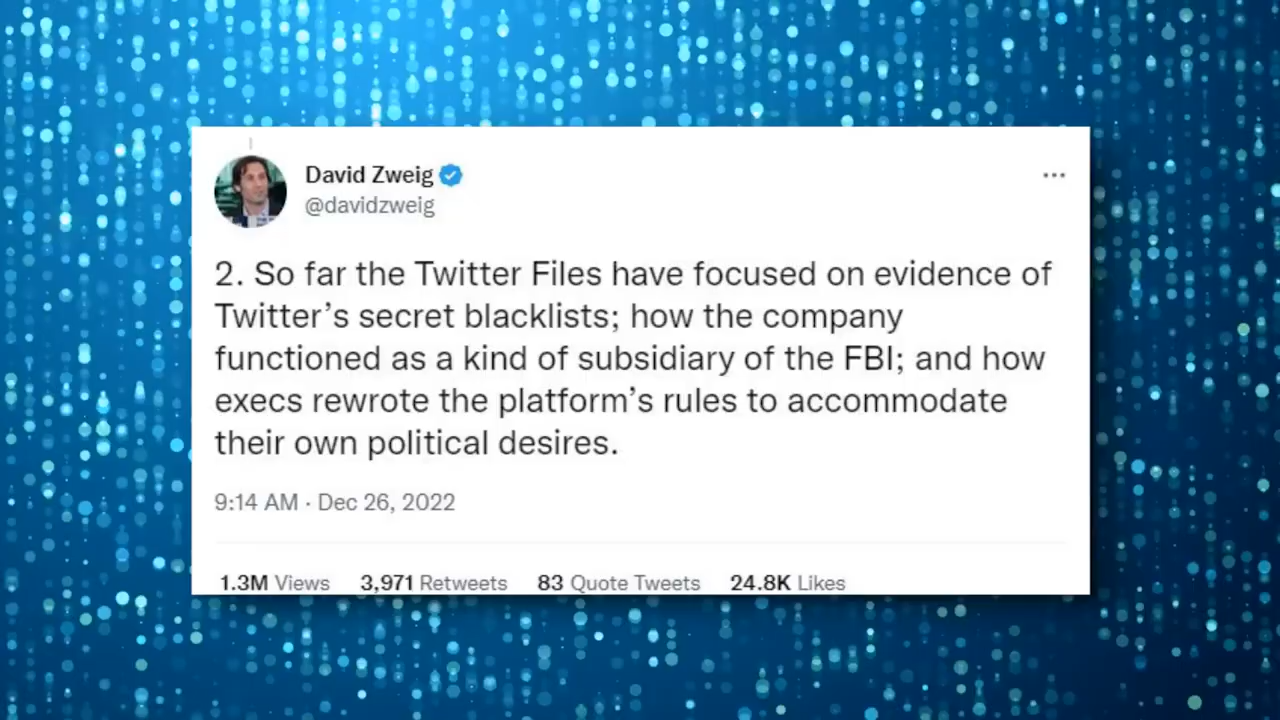 David Zweig
@davidzweig
2. So far the Twitter Files have focused on evidence of
Twitter’s secret blacklists; how the company
functioned as a kind of subsidiary of the FBI; and how
execs rewrote the platform’s rules to accommodate
their own political desires.
9:14 AM · Dec 26, 2022
1.3M Views 3,971 Retweets 83 Quote Tweets 24.8K Likes